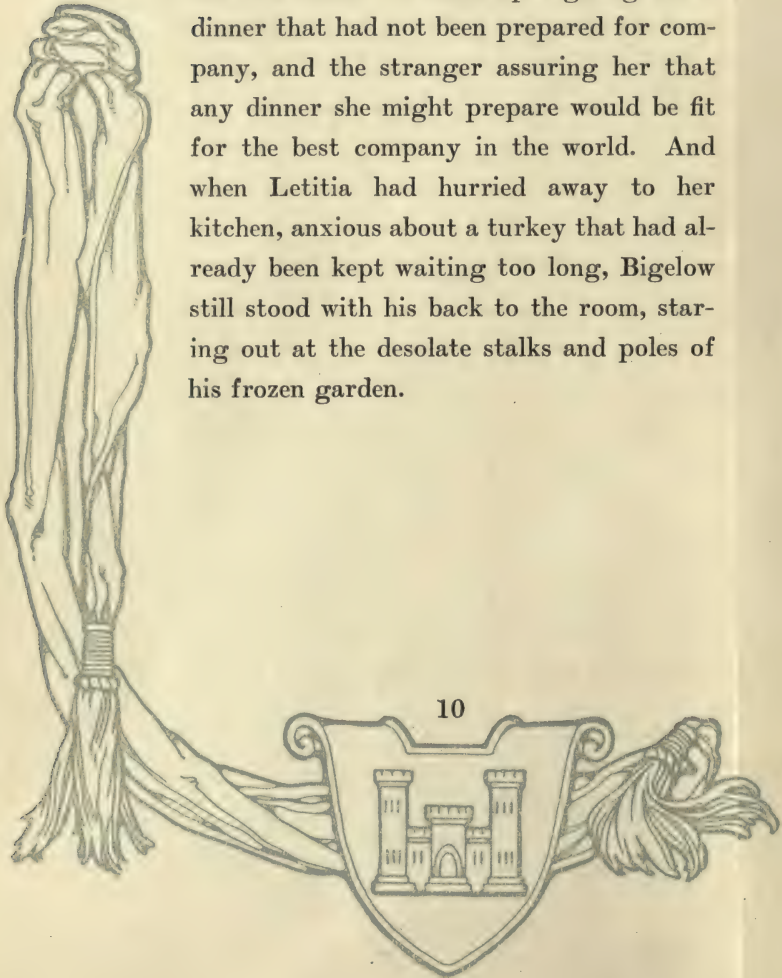 dinner that had not been prepared for com-
pany, and the stranger assuring her that
any dinner she might prepare would be fit
for the best company in the world. And
when Letitia had hurried away to her
kitchen, anxious about a turkey that had al-
ready been kept waiting too long, Bigelow
still stood with his back to the room, star-
ing out at the desolate stalks and poles of
his frozen garden.
10